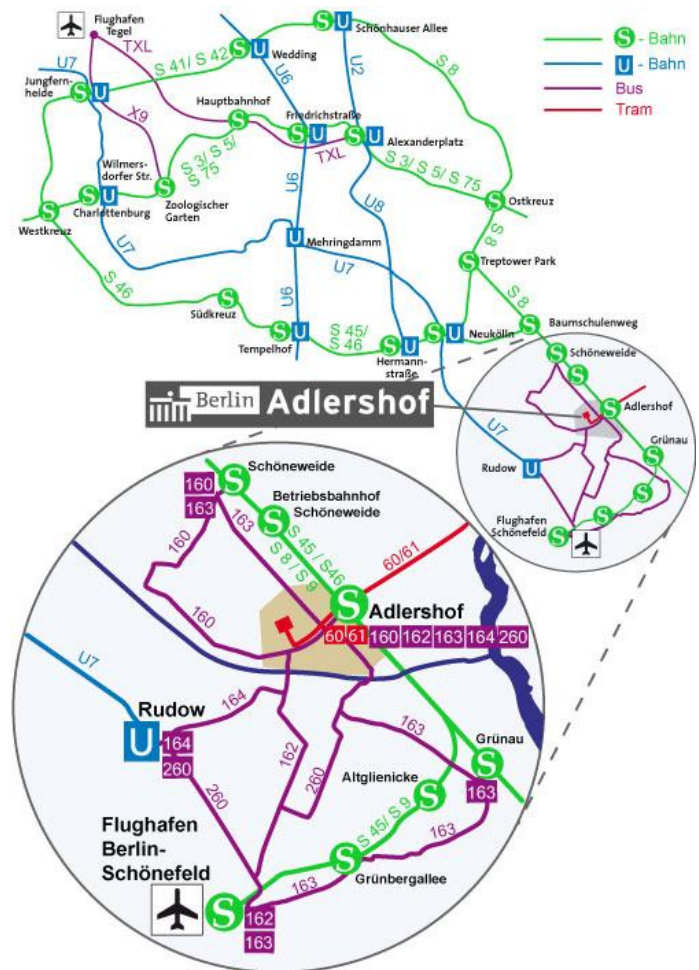 Flughafen
Tegel
TXL
U7
S 41/ S 42
U
Wedding
U6
S
U
Schönhauser Allee
U2
S 8
S - Bahn
U - Bahn
Bus
Tram
Jungfern-
heide
S
U
X9
Hauptbahnhof
S
Friedrichstraße
S
U
TXL
S
U
Alexanderplatz
S 3/ S 5/ S 75
Wilmers-
dorfer Str.
S 3/ S 5/
S 75
S
U
Charlottenburg
S
Zoologischer
Garten
S
Westkreuz
U6
U8
S
Ostkreuz
U7
U
Mehringdamm
U7
S 8
S
Treptower Park
S 46
U6
S
Südkreuz
S
U
Tempelhof
S 45/
S 46
S
U
Hermann-
straße
S
U
Neukölln
S 8
S
Baumschulenweg
S
Schöneweide
S
S
Adlershof
Berlin Adlershof
U7
Grünau
S
Rudow
U
S
S
Flughafen
Schönefeld
S
S
Schöneweide
160
163
163
S
Betriebsbahnhof
Schöneweide
160
S 45/ S46
S 8/ S 9
60/61
S
Adlershof
160
60 61 160 162 163 164 260
U7
Rudow
U
164
260
164
162
260
163
Grünau
S
163
Altglienicke
S
260
S 45/ S 9
163
Flughafen
Berlin-
Schönefeld
S
Grünbergallee
163
S
162
163